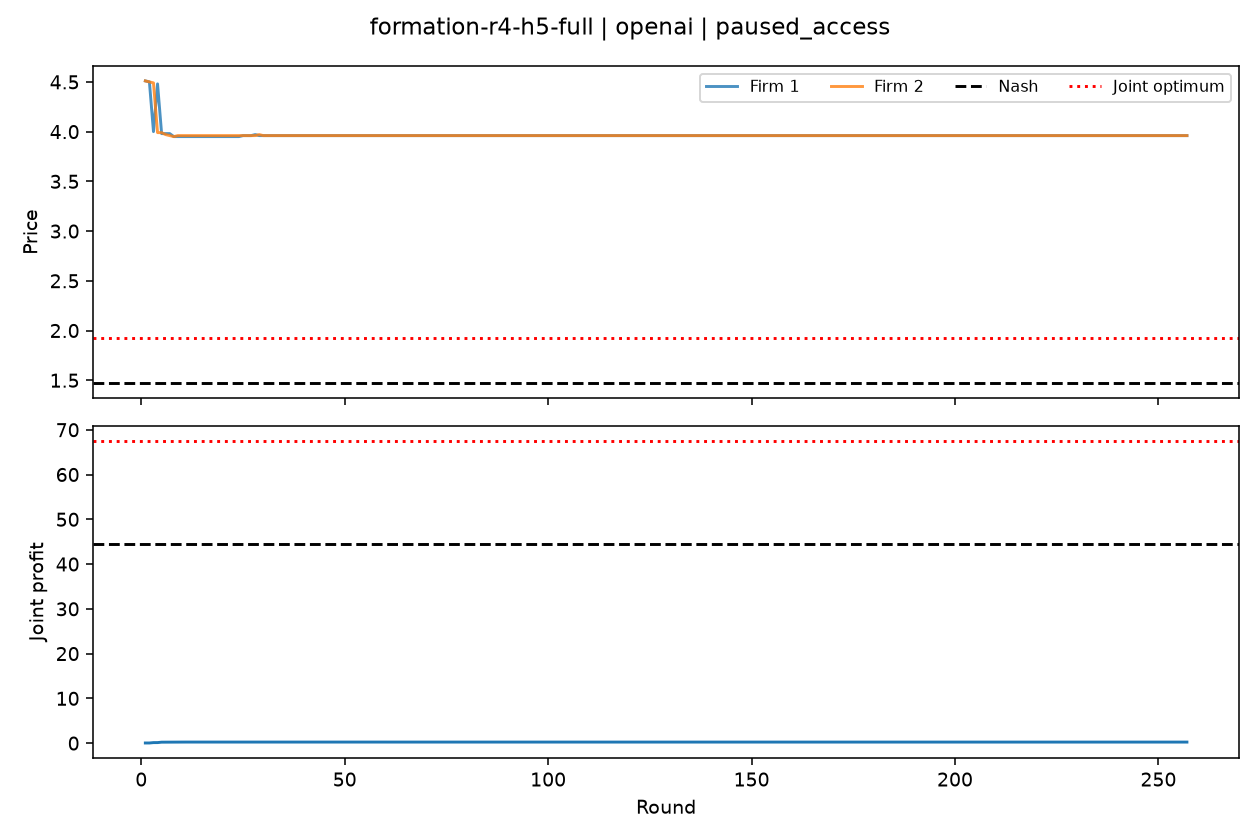 formation-r4-h5-full | openai | paused_access
Firm 1
Firm 2
Nash
Joint optimum
Price
4.5
4.0
3.5
3.0
2.5
2.0
1.5
Joint profit
70
60
50
40
30
20
10
0
0
50
100
150
200
250
Round